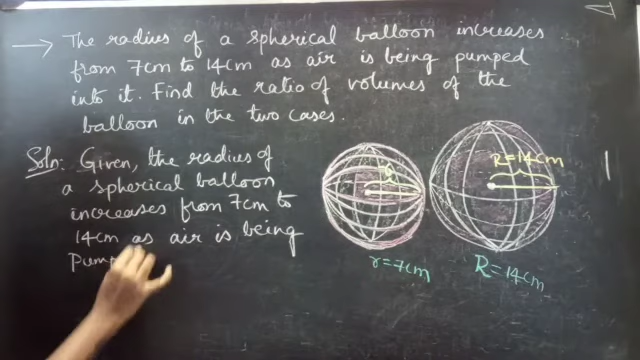 → The radius of a spherical balloon increases
from 7cm to 14cm as air is being pumped
into it. Find the ratio of volumes of the
balloon in the two cases.
Soln: Given, the radius of
a spherical balloon
increases from 7cm to
14cm as air is being
Pump
R=14cm
r=7cm
R=14cm